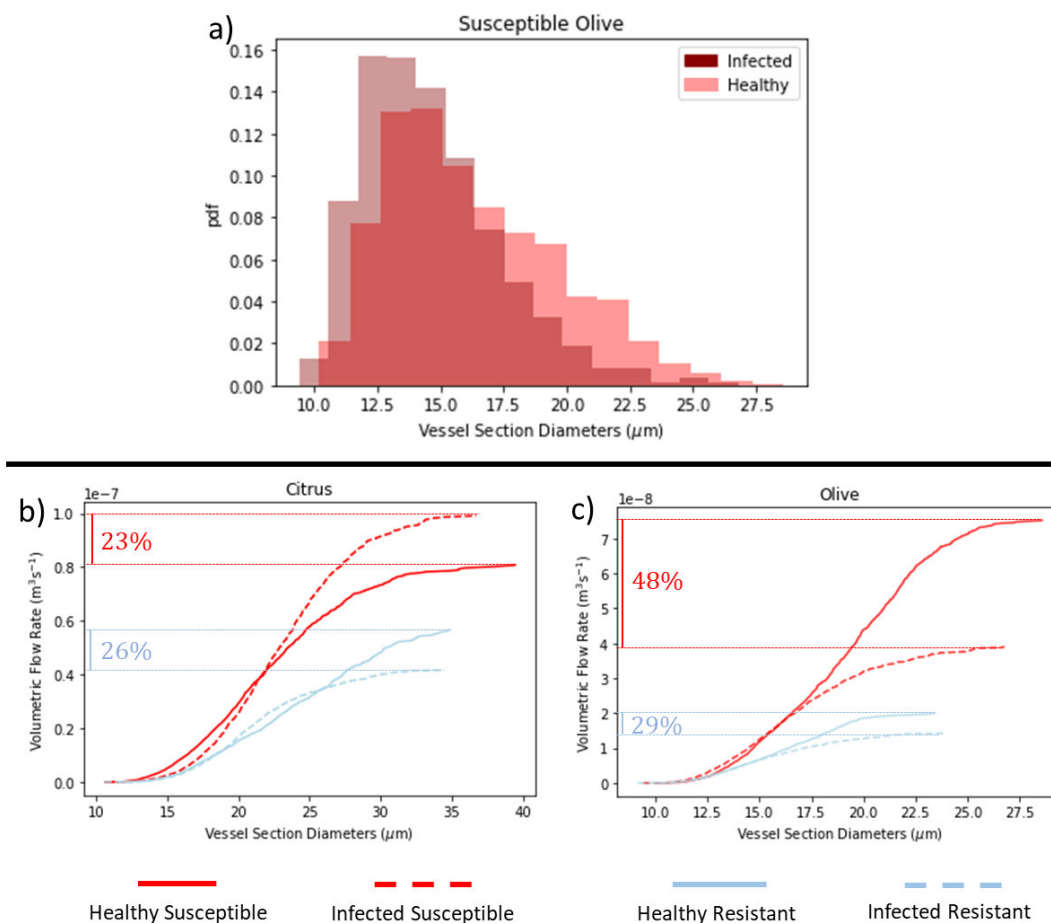 a)
Susceptible Olive
Infected
Healthy
0.16
0.14
0.12
0.10
0.08
0.06
0.04
0.02
0.00
pdf
10.0 12.5 15.0 17.5 20.0 22.5 25.0 27.5
Vessel Section Diameters (μm)
b)
1e-7
Citrus
1.0
0.8
0.6
0.4
0.2
0.0
Volumetric Flow Rate (m³s⁻¹)
23%
26%
10 15 20 25 30 35 40
Vessel Section Diameters (μm)
c)
1e-8
Olive
7
6
5
4
3
2
1
0
Volumetric Flow Rate (m³s⁻¹)
48%
29%
10.0 12.5 15.0 17.5 20.0 22.5 25.0 27.5
Vessel Section Diameters (μm)
Healthy Susceptible
Infected Susceptible
Healthy Resistant
Infected Resistant